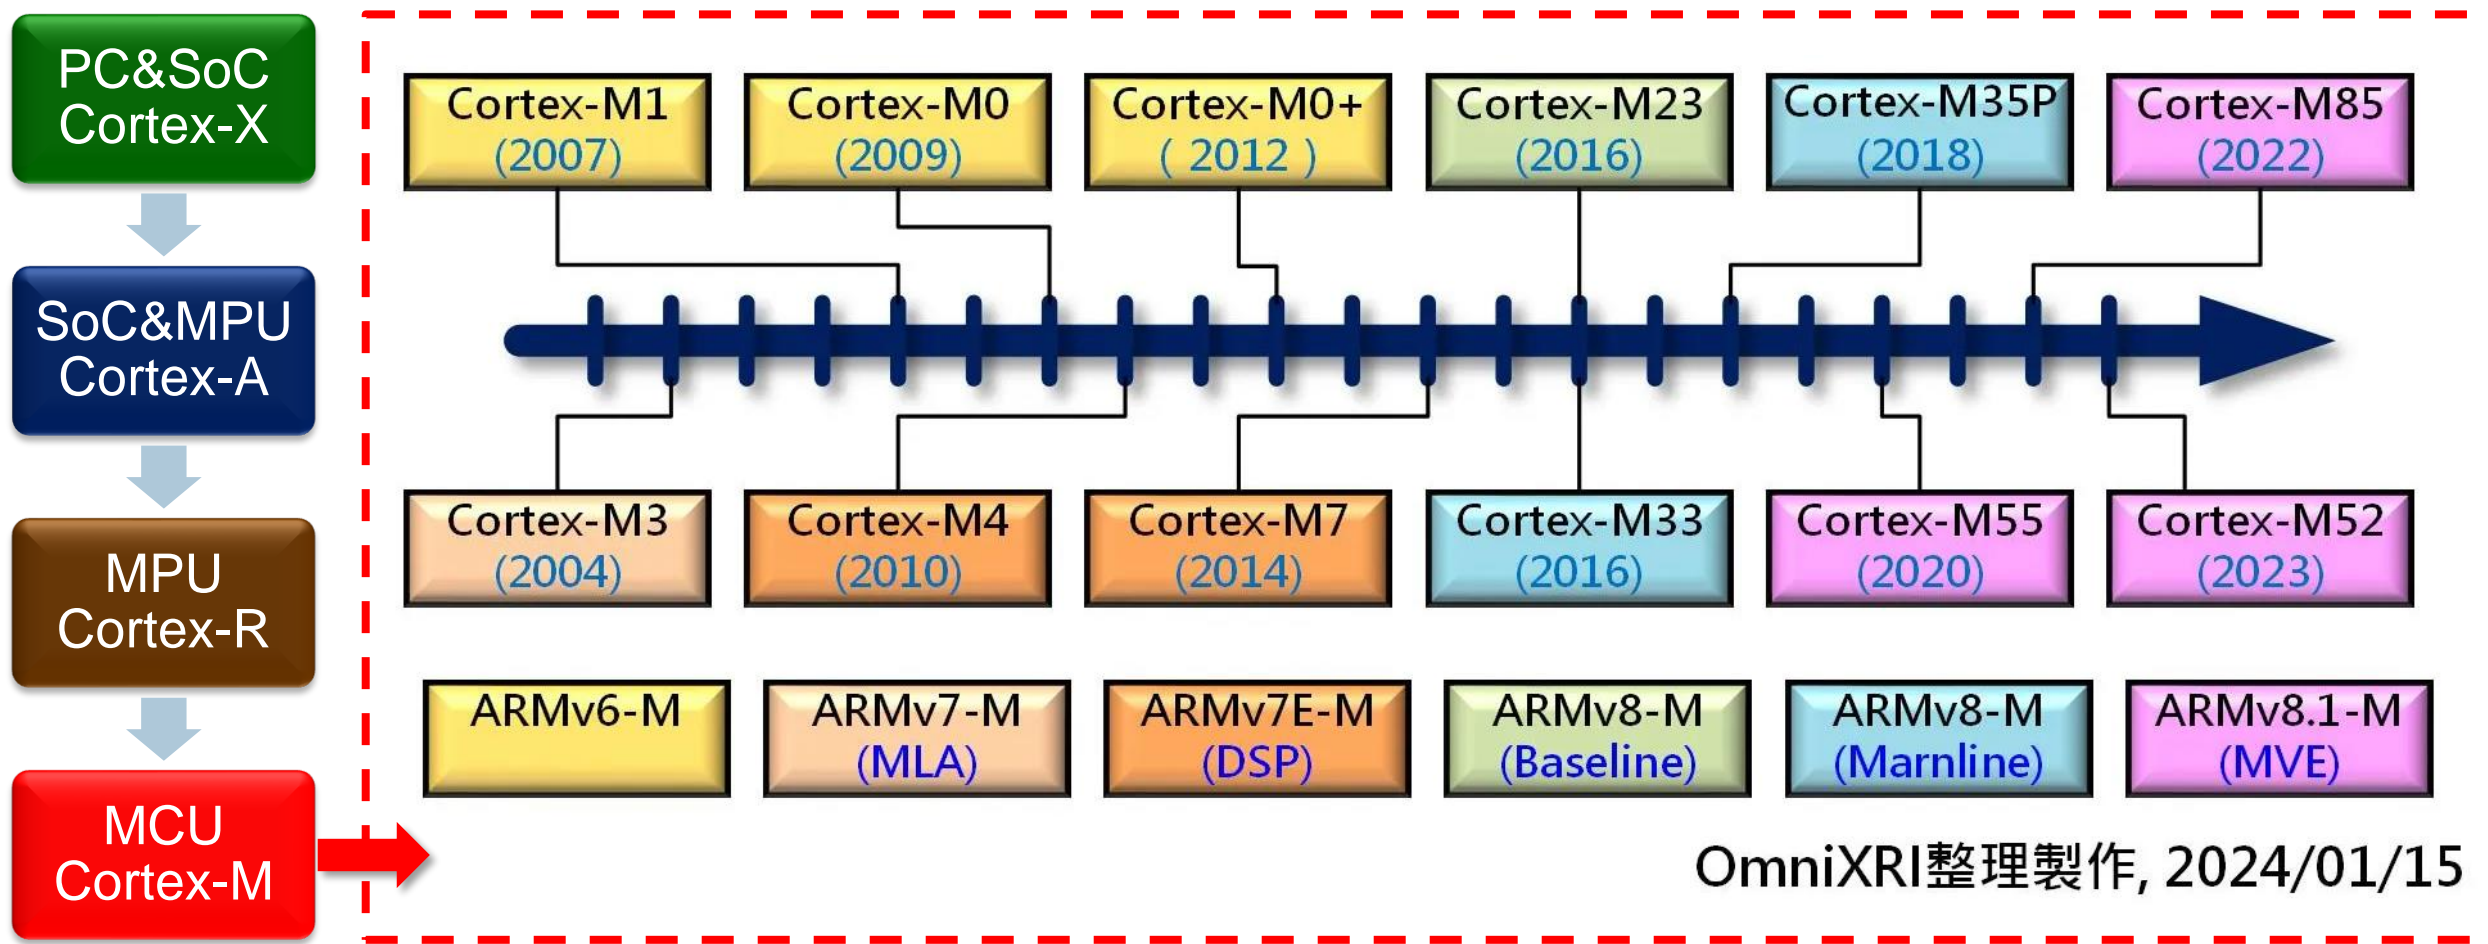 PC&SoC
Cortex-X
SoC&MPU
Cortex-A
MPU
Cortex-R
MCU
Cortex-M
Cortex-M1
(2007)
Cortex-M0
(2009)
Cortex-M0+
( 2012 )
Cortex-M23
(2016)
Cortex-M35P
(2018)
Cortex-M85
(2022)
Cortex-M3
(2004)
Cortex-M4
(2010)
Cortex-M7
(2014)
Cortex-M33
(2016)
Cortex-M55
(2020)
Cortex-M52
(2023)
ARMv6-M
ARMv7-M
(MLA)
ARMv7E-M
(DSP)
ARMv8-M
(Baseline)
ARMv8-M
(Marnline)
ARMv8.1-M
(MVE)
OmniXRI整理製作, 2024/01/15